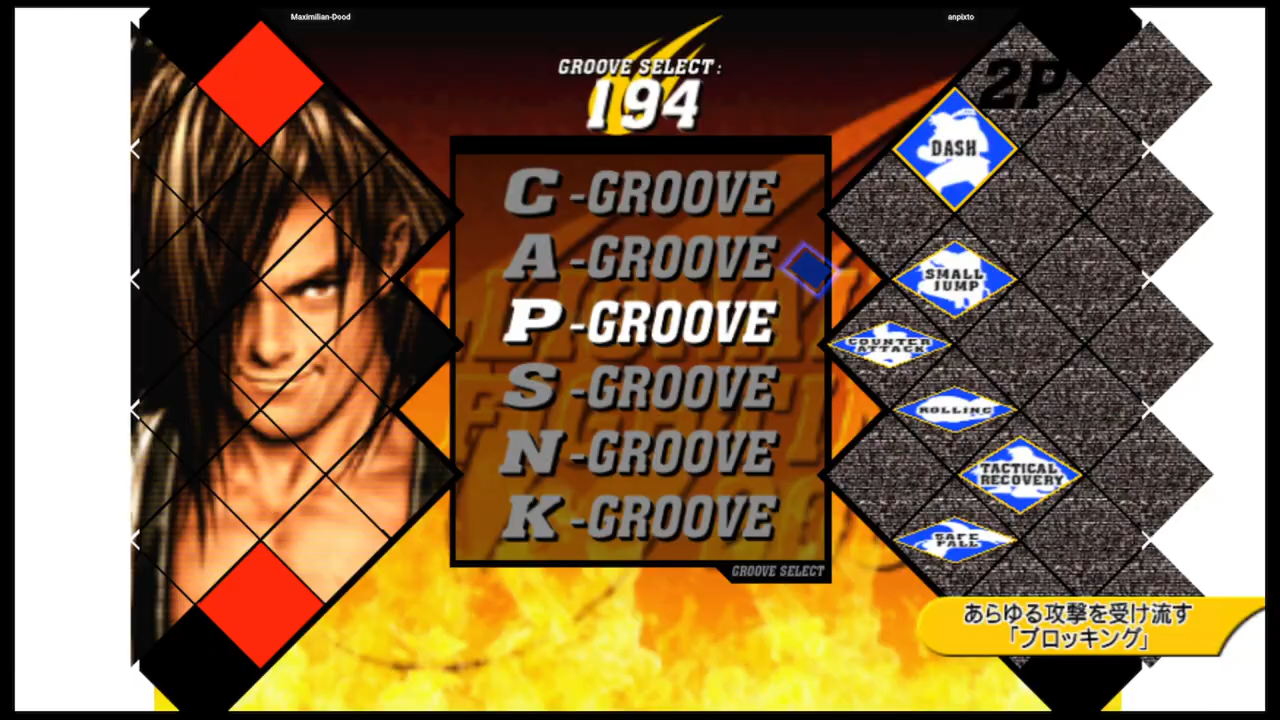 Maximilian-Dood
anpixto
GROOVE SELECT:
194
2P
C-GROOVE
A-GROOVE
P-GROOVE
S-GROOVE
N-GROOVE
K-GROOVE
GROOVE SELECT
DASH
SMALL
JUMP
COUNTER
ATTACK
ROLLING
TACTICAL
RECOVERY
SAFE
FALL
あらゆる攻撃を受け流す
「ブロッキング」